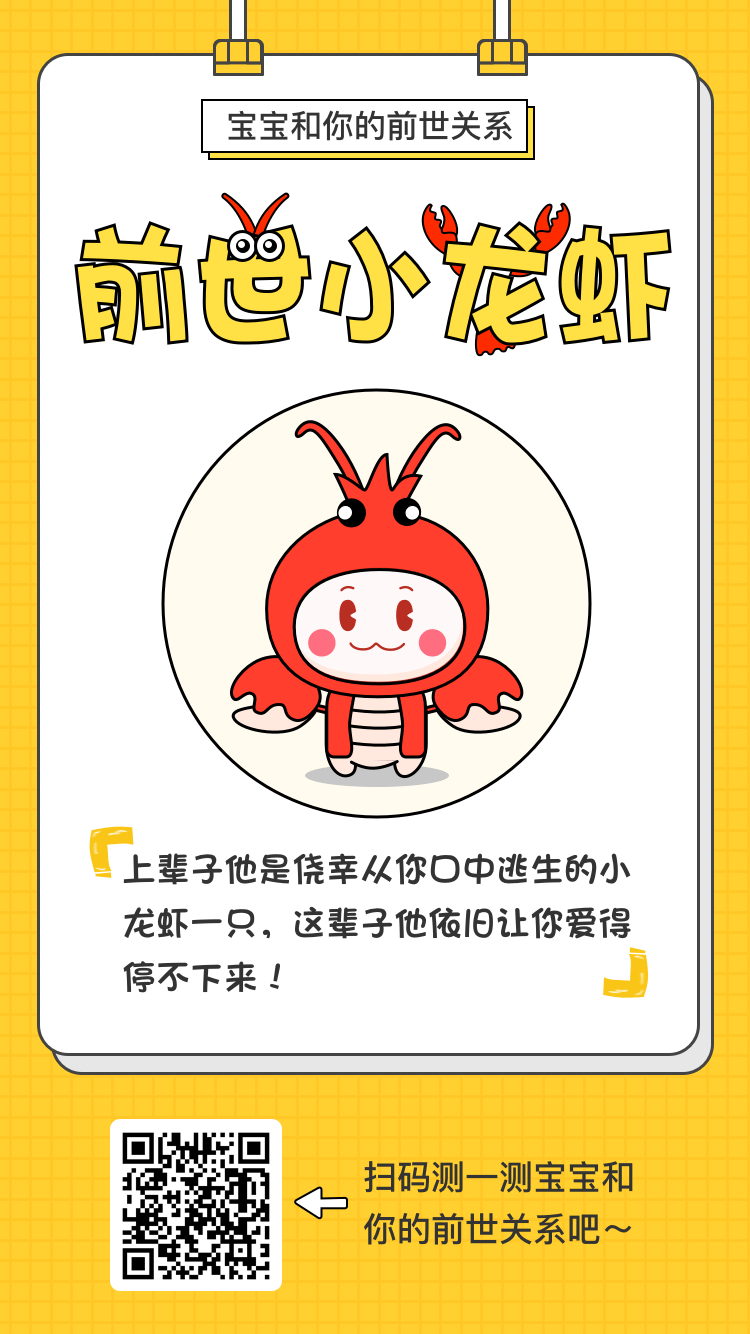 宝宝和你的前世关系
前世小龙虾
上辈子他是侥幸从你口中逃生的小
龙虾一只，这辈子他依旧让你爱得
停不下来！
扫码测一测宝宝和
你的前世关系吧～